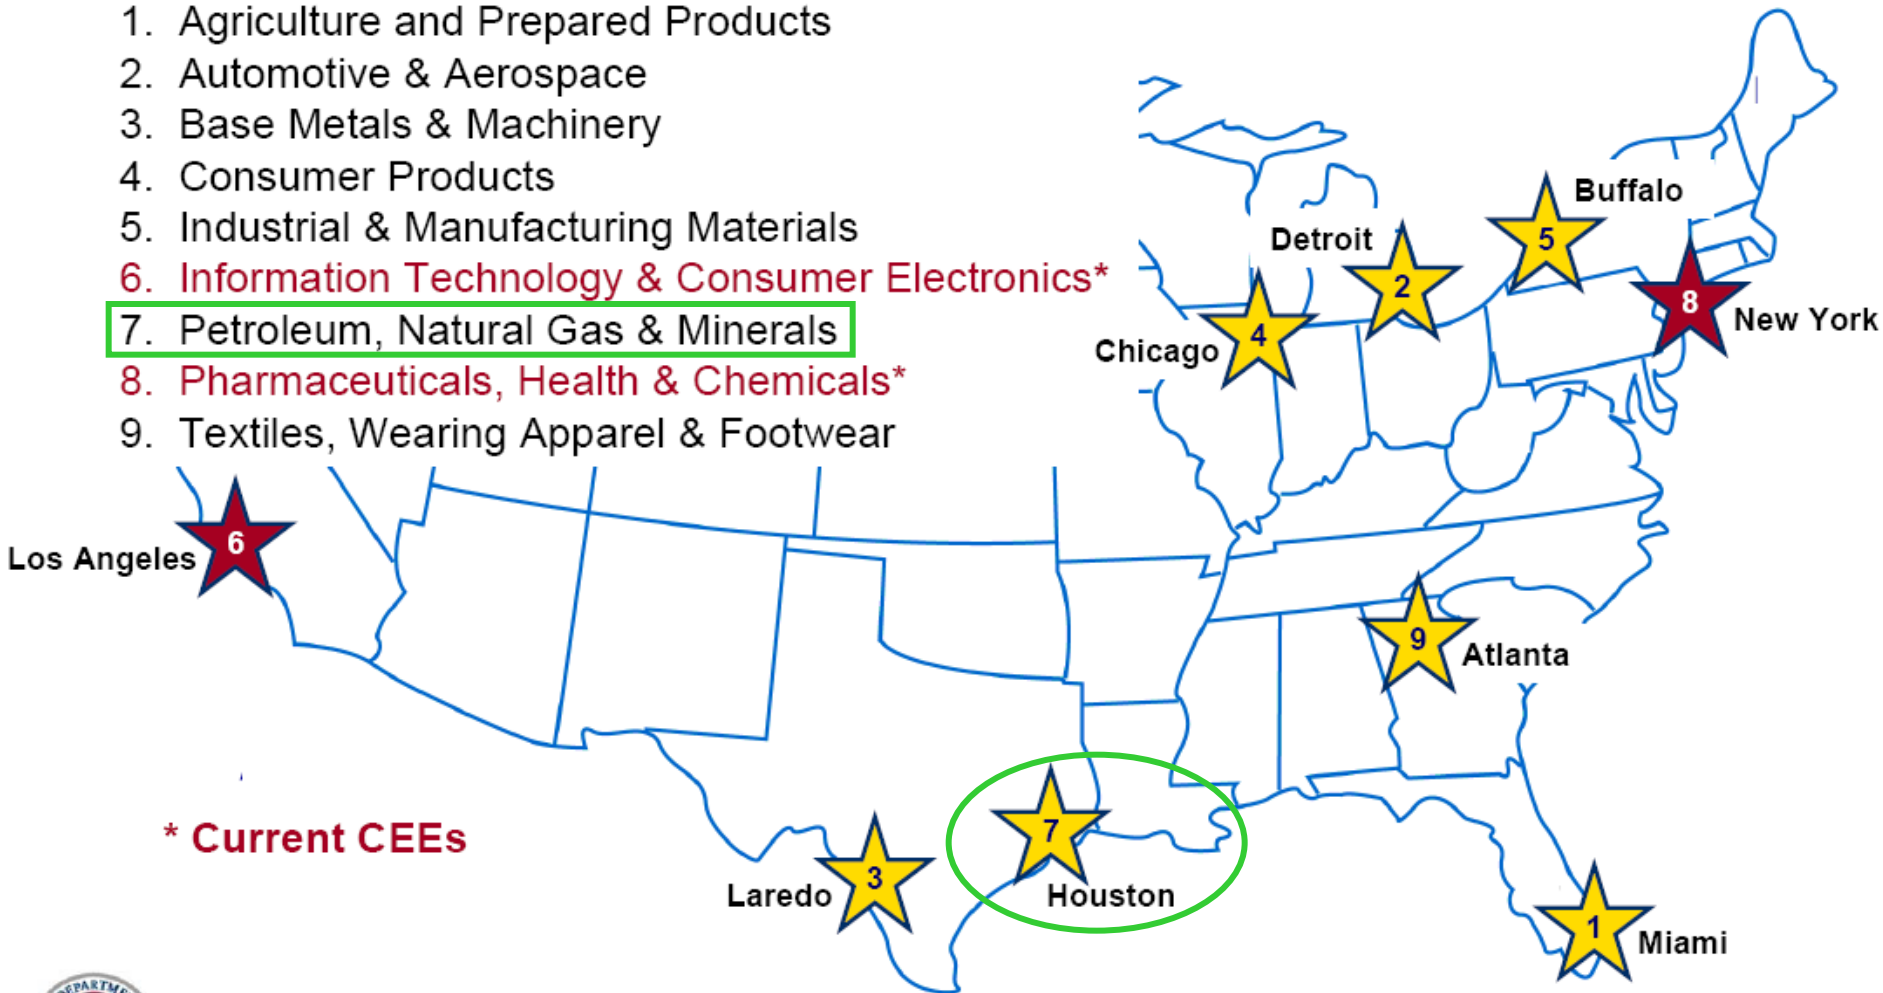 1. Agriculture and Prepared Products
2. Automotive & Aerospace
3. Base Metals & Machinery
4. Consumer Products
5. Industrial & Manufacturing Materials
6. Information Technology & Consumer Electronics*
7. Petroleum, Natural Gas & Minerals
8. Pharmaceuticals, Health & Chemicals*
9. Textiles, Wearing Apparel & Footwear
Buffalo
5
Detroit
2
8
New York
Chicago
4
Los Angeles
6
9
Atlanta
* Current CEEs
7
Houston
Laredo
3
1
Miami